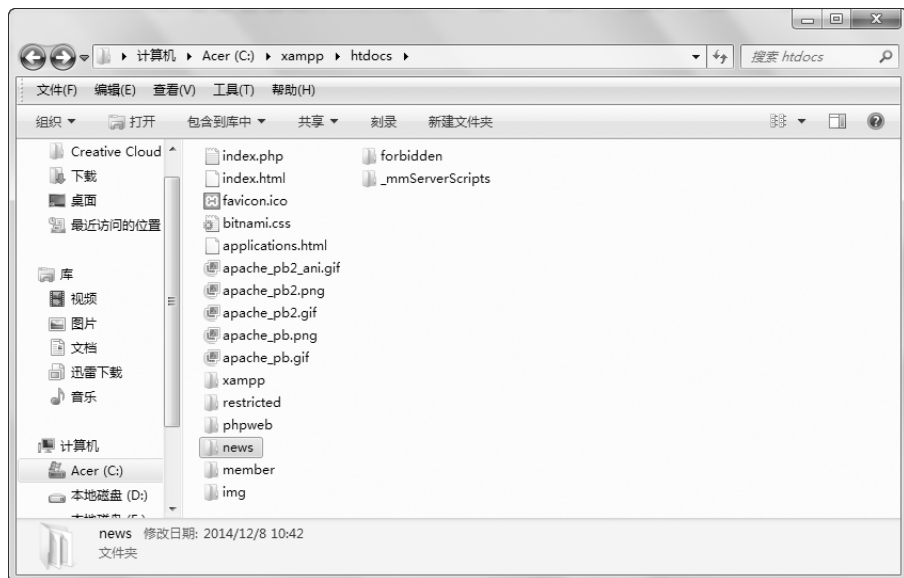 计算机 Acer (C:) xampp htdocs
搜索 htdocs
文件(F) 编辑(E) 查看(V) 工具(T) 帮助(H)
组织 打开 包含到库中 共享 刻录 新建文件夹
Creative Cloud
下载
桌面
最近访问的位置
库
视频
图片
文档
迅雷下载
音乐
计算机
Acer (C:)
本地磁盘 (D:)
index.php
index.html
favicon.ico
bitnami.css
applications.html
apache_pb2_ani.gif
apache_pb2.png
apache_pb2.gif
apache_pb.png
apache_pb.gif
xampp
restricted
phpweb
news
member
img
forbidden
_mmServerScripts
news 修改日期: 2014/12/8 10:42
文件夹